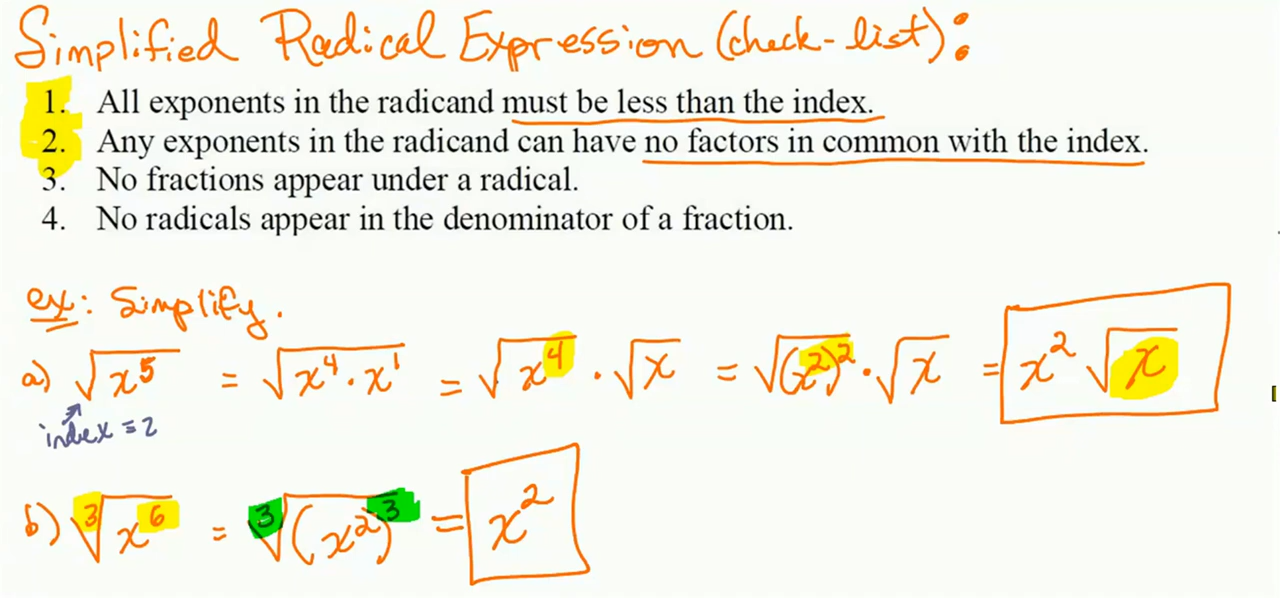 Simplified Radical Expression (check-list):
1. All exponents in the radicand must be less than the index.
2. Any exponents in the radicand can have no factors in common with the index.
3. No fractions appear under a radical.
4. No radicals appear in the denominator of a fraction.
ex: Simplify.
a) √x⁵ = √x⁴·x¹ = √x⁴ · √x = √(x²)² · √x = x² √x
index = 2
b) ³√x⁶ = ³√(x²)³ = x²